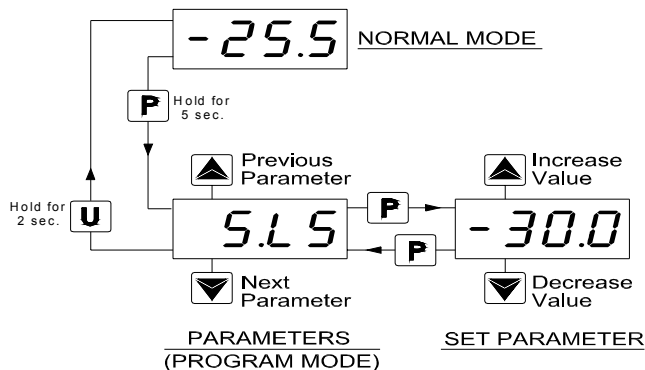 -25.5 NORMAL MODE
P Hold for
5 sec.
Previous
Parameter
Increase
Value
Hold for
2 sec.
U
S.LS
P
P
-30.0
Next
Parameter
Decrease
Value
PARAMETERS
(PROGRAM MODE)
SET PARAMETER